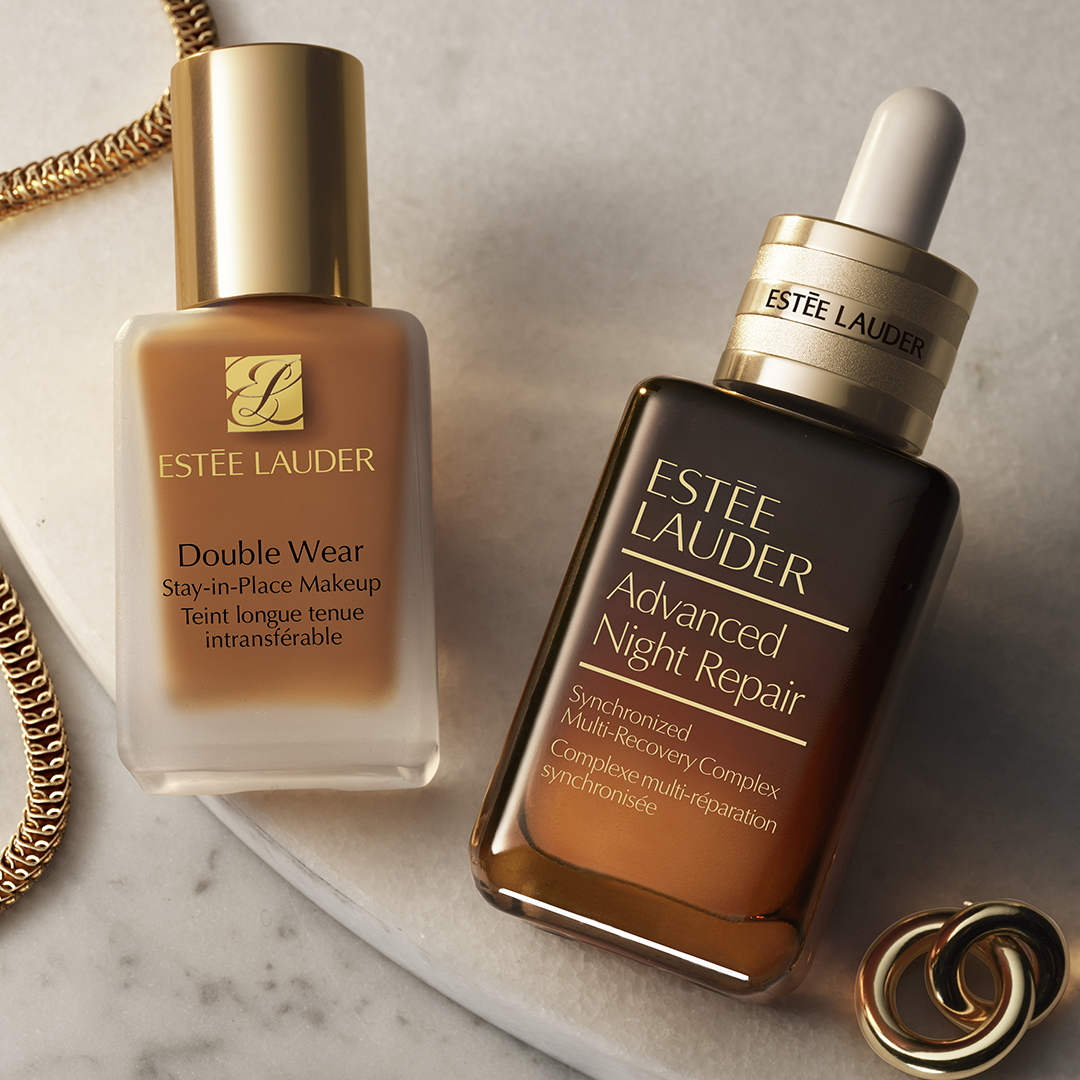 ESTĒE LAUDER
Double Wear
Stay-in-Place Makeup
Teint longue tenue
intransférable
ESTĒE LAUDER
ESTĒE
LAUDER
Advanced
Night Repair
Synchronized
Multi-Recovery Complex
Complexe multi-réparation
synchronisée